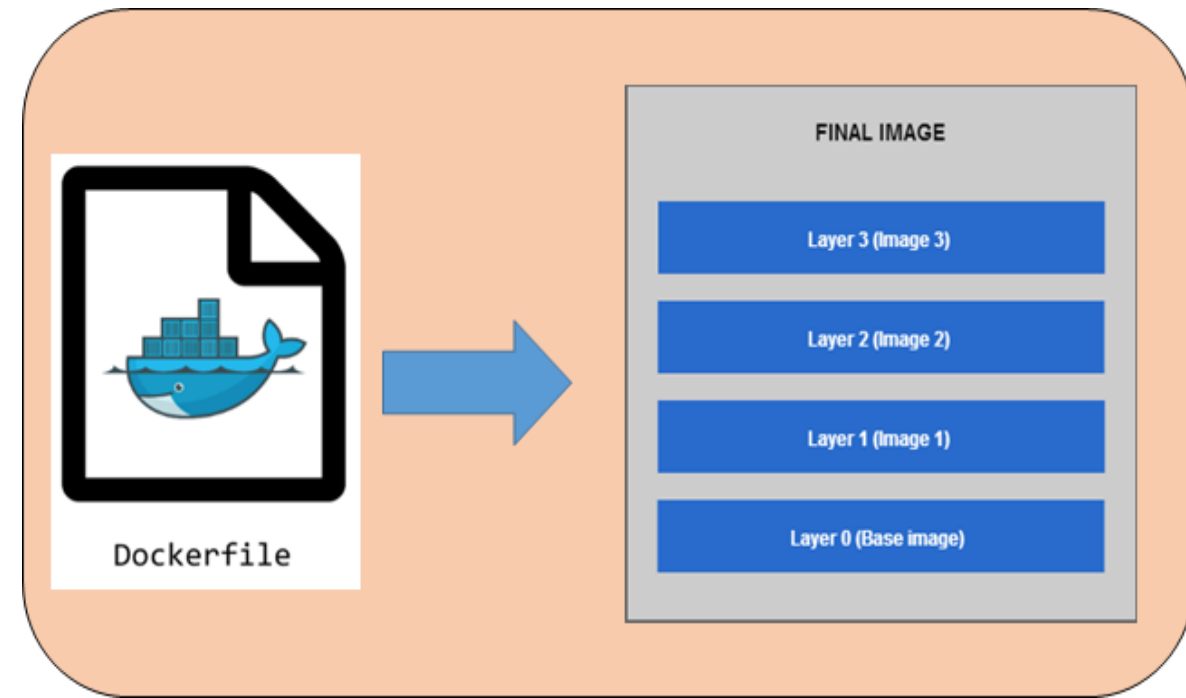 Dockerfile
FINAL IMAGE
Layer 3 (Image 3)
Layer 2 (Image 2)
Layer 1 (Image 1)
Layer 0 (Base image)